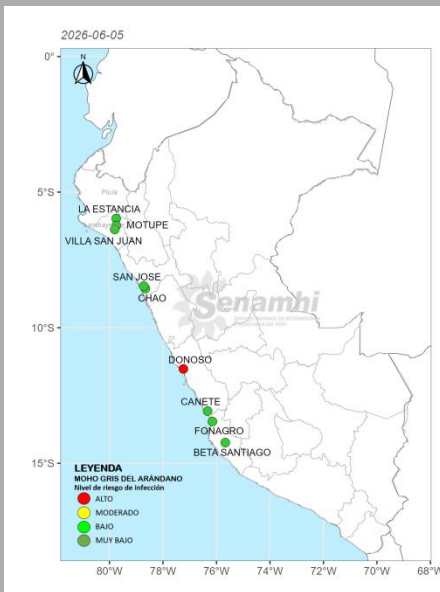 2026-06-05
N
0°
5°S
10°S
15°S
Piura
LA ESTANCIA
MOTUPE
VILLA SAN JUAN
SAN JOSE
CHAO
Senamhi
DONOSO
CANETE
FONAGRO
BETA SANTIAGO
LEYENDA
MOHO GRIS DEL ARÁNDANO
Nivel de riesgo de infección
ALTO
MODERADO
BAJO
MUY BAJO
80°W 78°W 76°W 74°W 72°W 70°W 68°W